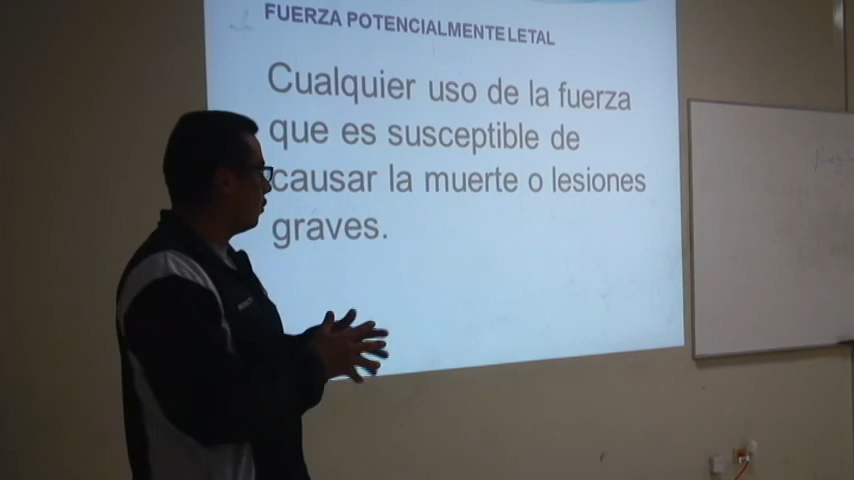 FUERZA POTENCIALMENTE LETAL
Cualquier uso de la fuerza
que es susceptible de
causar la muerte o lesiones
graves.